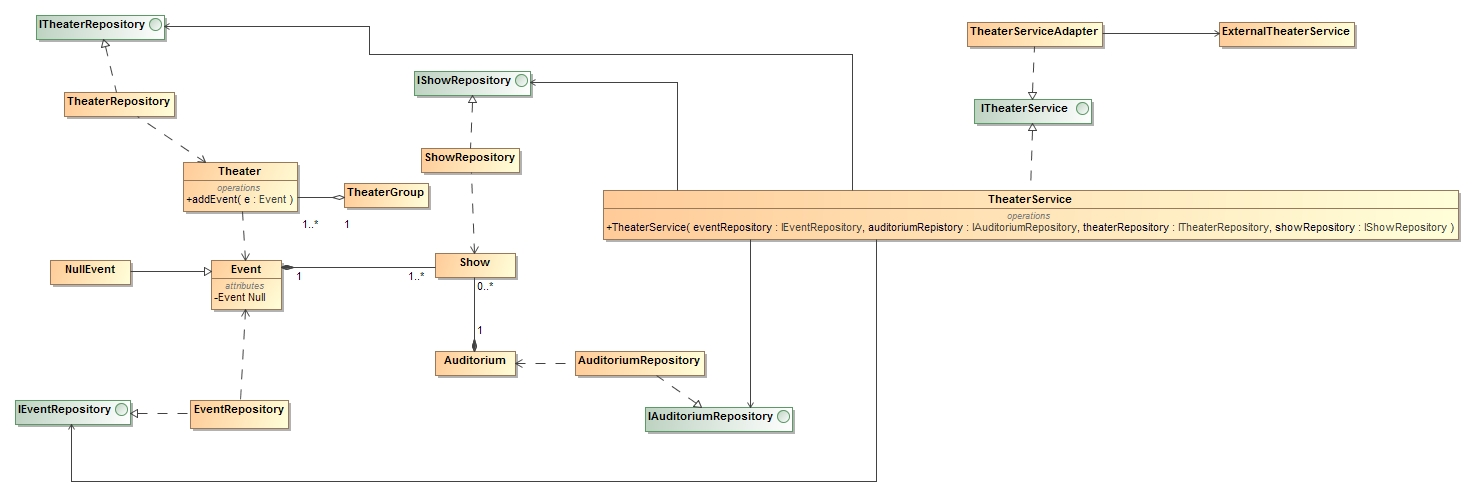 ITheaterRepository
TheaterServiceAdapter
ExternalTheaterService
IShowRepository
TheaterRepository
ITheaterService
ShowRepository
Theater
operations
+addEvent( e : Event )
TheaterGroup
1..*
1
TheaterService
operations
+TheaterService( eventRepository : IEventRepository, auditoriumRepistory : IAuditoriumRepository, theaterRepository : ITheaterRepository, showRepository : IShowRepository )
NullEvent
Event
attributes
-Event Null
1
1..*
Show
0..*
1
Auditorium
AuditoriumRepository
IEventRepository
EventRepository
IAuditoriumRepository